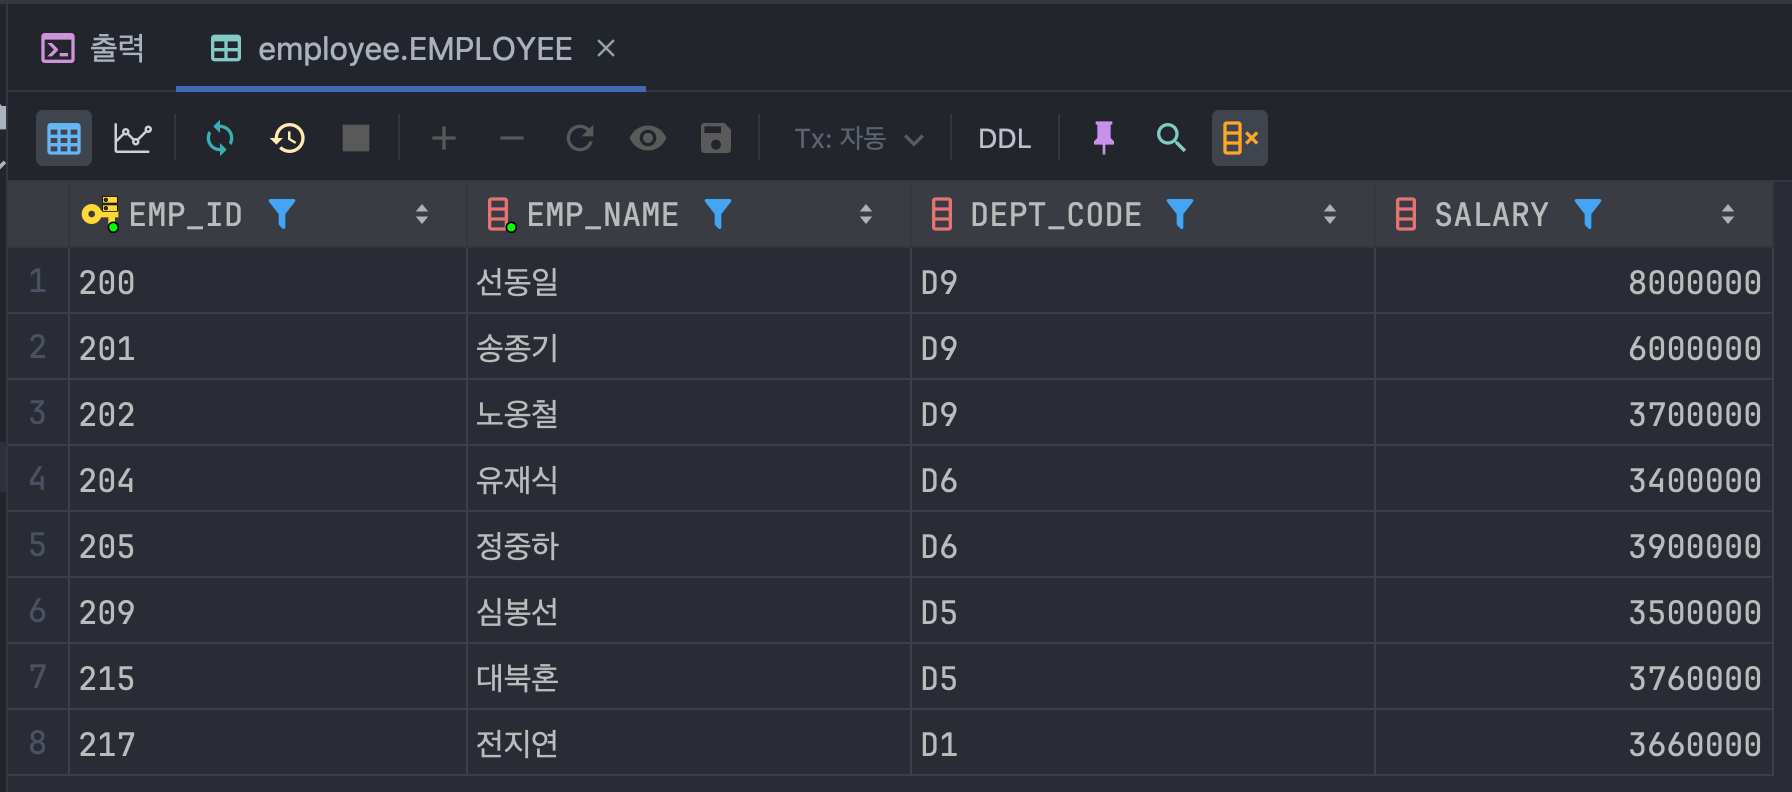 출력 employee.EMPLOYEE
Tx: 자동 DDL
EMP_ID EMP_NAME DEPT_CODE SALARY
1 200 선동일 D9 8000000
2 201 송종기 D9 6000000
3 202 노옹철 D9 3700000
4 204 유재식 D6 3400000
5 205 정중하 D6 3900000
6 209 심봉선 D5 3500000
7 215 대북혼 D5 3760000
8 217 전지연 D1 3660000